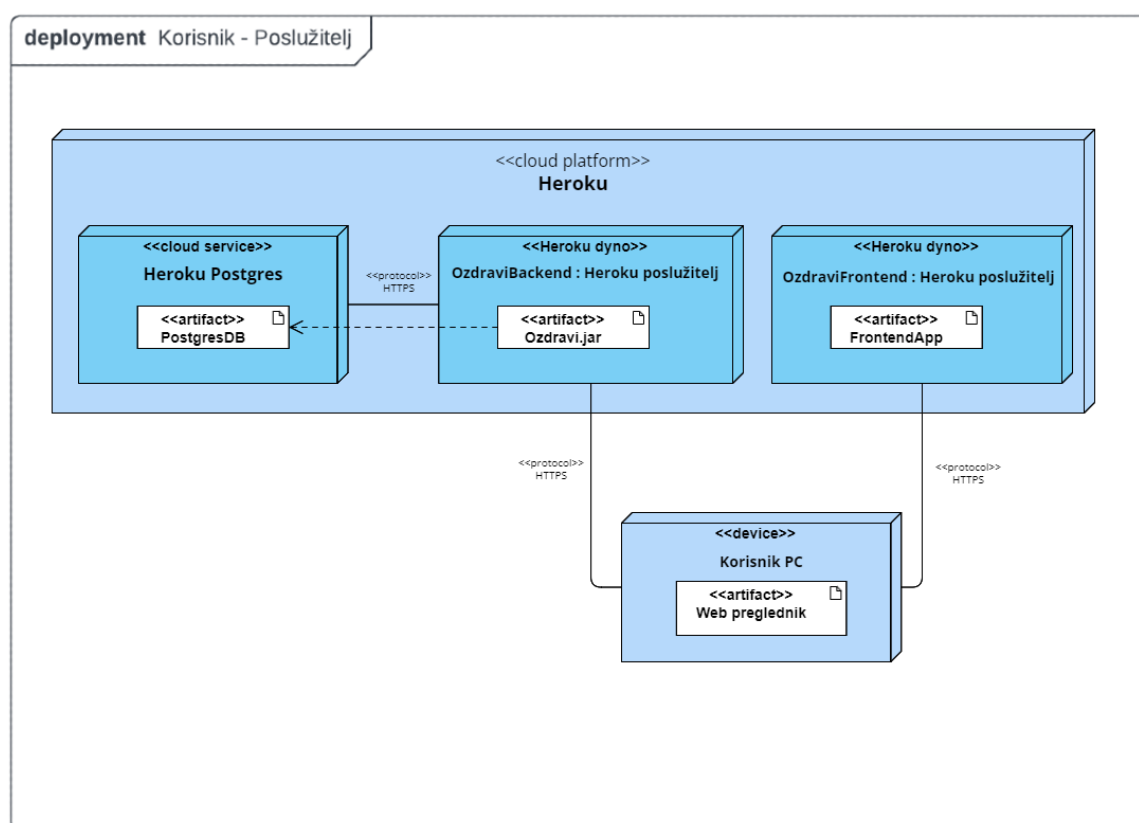 deployment Korisnik - Poslužitelj
<<cloud platform>>
Heroku
<<cloud service>>
Heroku Postgres
<<artifact>>
PostgresDB
<<protocol>>
HTTPS
<<Heroku dyno>>
OzdraviBackend : Heroku poslužitelj
<<artifact>>
Ozdravi.jar
<<Heroku dyno>>
OzdraviFrontend : Heroku poslužitelj
<<artifact>>
FrontendApp
<<protocol>>
HTTPS
<<protocol>>
HTTPS
<<device>>
Korisnik PC
<<artifact>>
Web preglednik